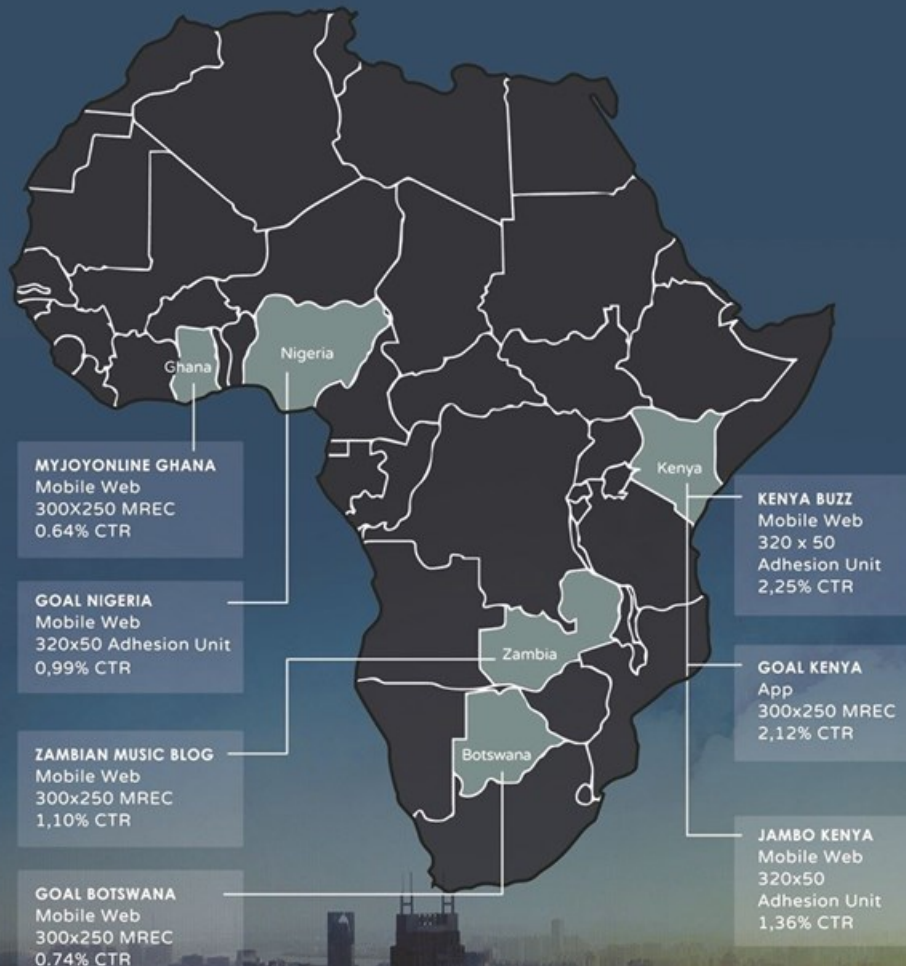 Ghana
Nigeria
Kenya
Zambia
Botswana
MYJOYONLINE GHANA
Mobile Web
300X250 MREC
0.64% CTR
GOAL NIGERIA
Mobile Web
320x50 Adhesion Unit
0,99% CTR
ZAMBIAN MUSIC BLOG
Mobile Web
300x250 MREC
1,10% CTR
GOAL BOTSWANA
Mobile Web
300x250 MREC
0.74% CTR
KENYA BUZZ
Mobile Web
320 x 50
Adhesion Unit
2,25% CTR
GOAL KENYA
App
300x250 MREC
2,12% CTR
JAMBO KENYA
Mobile Web
320x50
Adhesion Unit
1,36% CTR